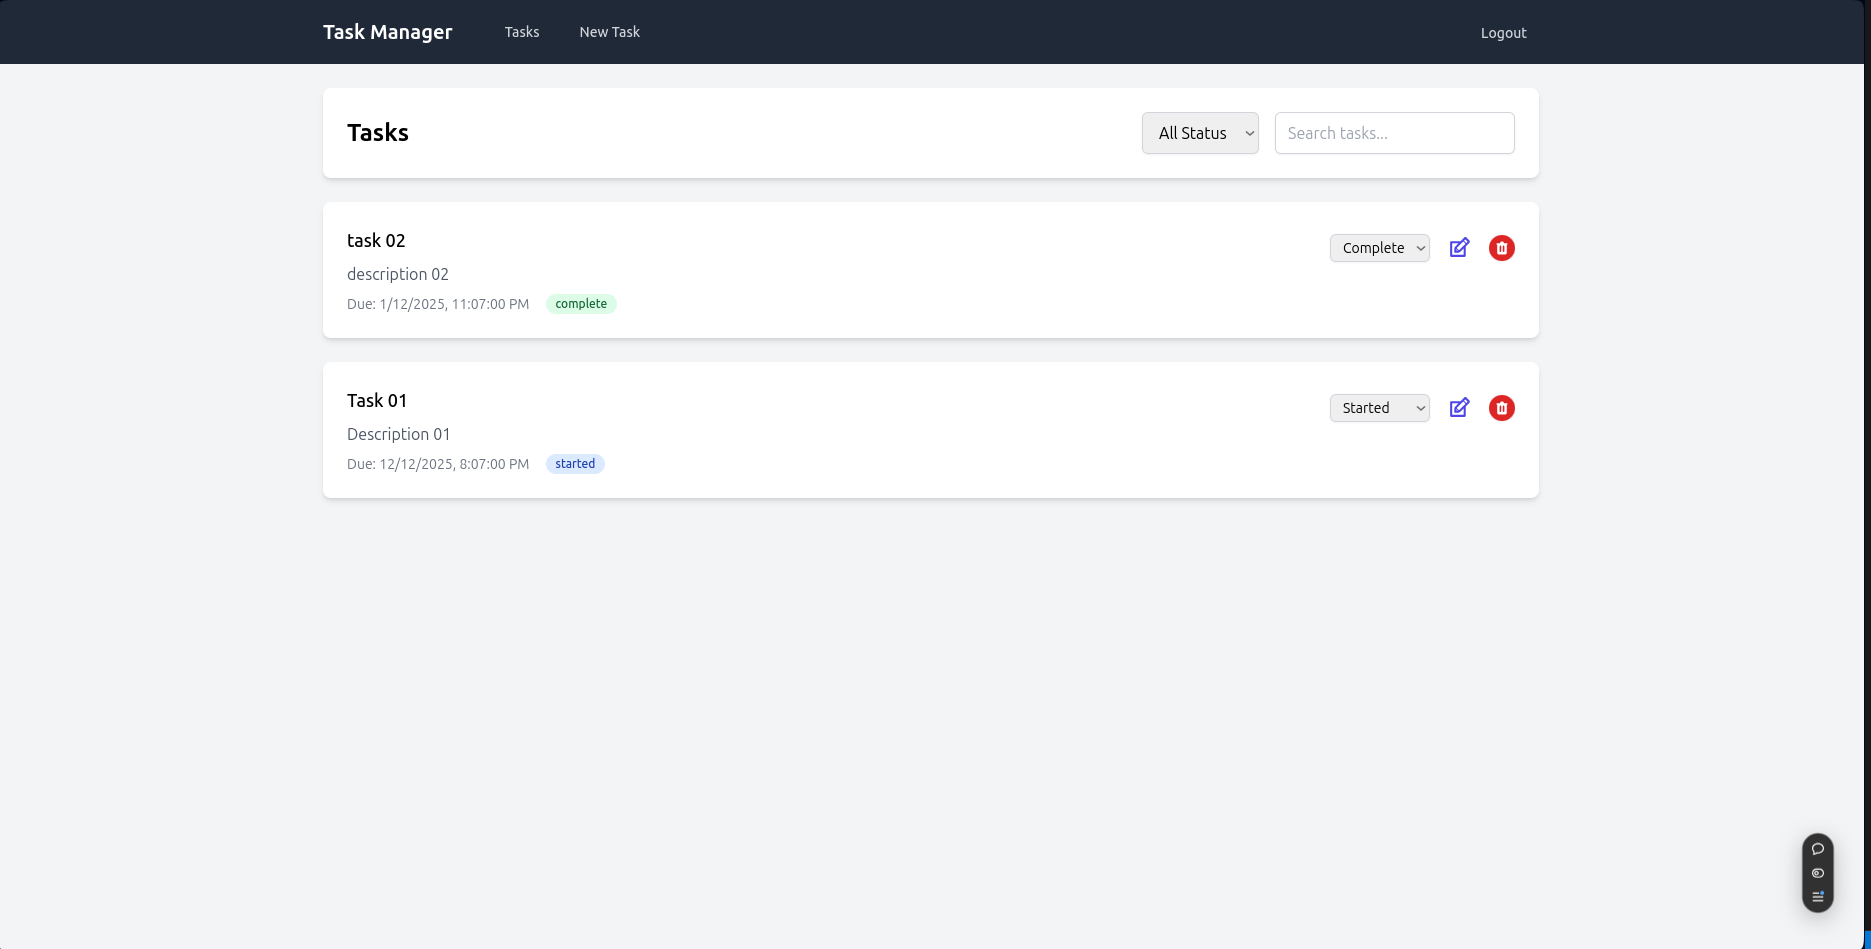 Task Manager Tasks New Task Logout
Tasks All Status Search tasks...
task 02 Complete
description 02
Due: 1/12/2025, 11:07:00 PM complete
Task 01 Started
Description 01
Due: 12/12/2025, 8:07:00 PM started